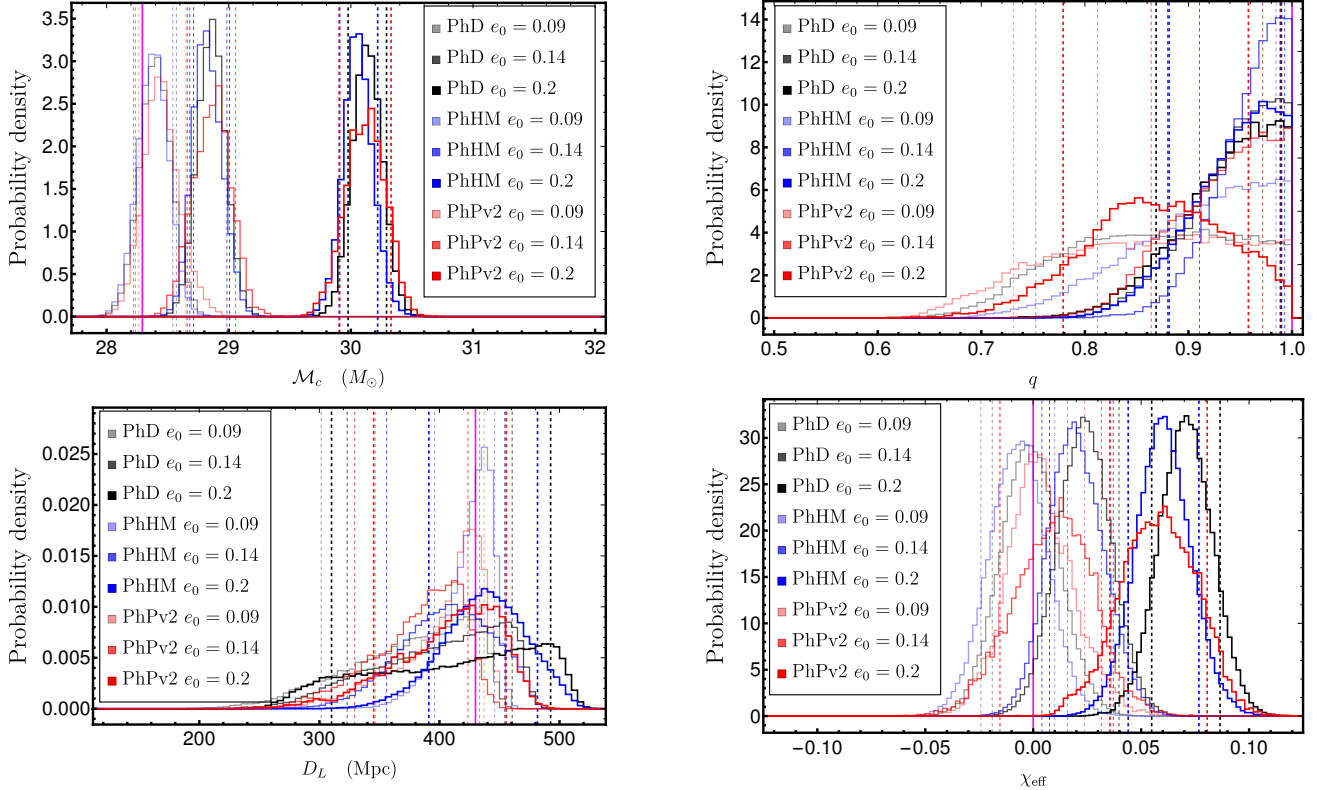 Probability density
3.5
3.0
2.5
2.0
1.5
1.0
0.5
0.0
PhD e₀ = 0.09
PhD e₀ = 0.14
PhD e₀ = 0.2
PhHM e₀ = 0.09
PhHM e₀ = 0.14
PhHM e₀ = 0.2
PhPv2 e₀ = 0.09
PhPv2 e₀ = 0.14
PhPv2 e₀ = 0.2
28 29 30 31 32
ℳ_c (M_⊙)
Probability density
14
12
10
8
6
4
2
0
PhD e₀ = 0.09
PhD e₀ = 0.14
PhD e₀ = 0.2
PhHM e₀ = 0.09
PhHM e₀ = 0.14
PhHM e₀ = 0.2
PhPv2 e₀ = 0.09
PhPv2 e₀ = 0.14
PhPv2 e₀ = 0.2
0.5 0.6 0.7 0.8 0.9 1.0
q
Probability density
0.025
0.020
0.015
0.010
0.005
0.000
PhD e₀ = 0.09
PhD e₀ = 0.14
PhD e₀ = 0.2
PhHM e₀ = 0.09
PhHM e₀ = 0.14
PhHM e₀ = 0.2
PhPv2 e₀ = 0.09
PhPv2 e₀ = 0.14
PhPv2 e₀ = 0.2
200 300 400 500
D_L (Mpc)
Probability density
30
25
20
15
10
5
0
PhD e₀ = 0.09
PhD e₀ = 0.14
PhD e₀ = 0.2
PhHM e₀ = 0.09
PhHM e₀ = 0.14
PhHM e₀ = 0.2
PhPv2 e₀ = 0.09
PhPv2 e₀ = 0.14
PhPv2 e₀ = 0.2
−0.10 −0.05 0.00 0.05 0.10
χ_eff